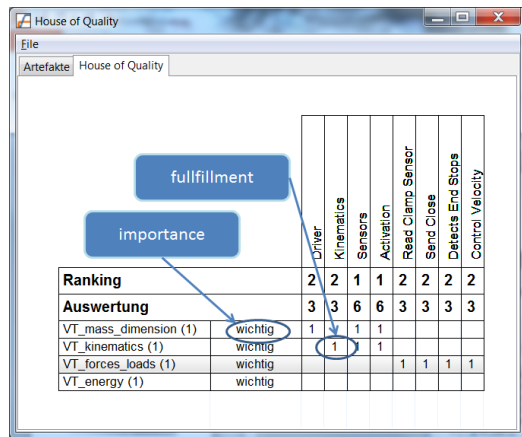 House of Quality
File
Artefakte House of Quality
fullfillment
importance
Driver
Kinematics
Sensors
Activation
Read Clamp Sensor
Send Close
Detects End Stops
Control Velocity
Ranking 2 2 1 1 2 2 2 2
Auswertung 3 3 6 6 3 3 3 3
VT_mass_dimension (1) wichtig 1 1 1
VT_kinematics (1) wichtig 1 1 1
VT_forces_loads (1) wichtig 1 1 1 1
VT_energy (1) wichtig